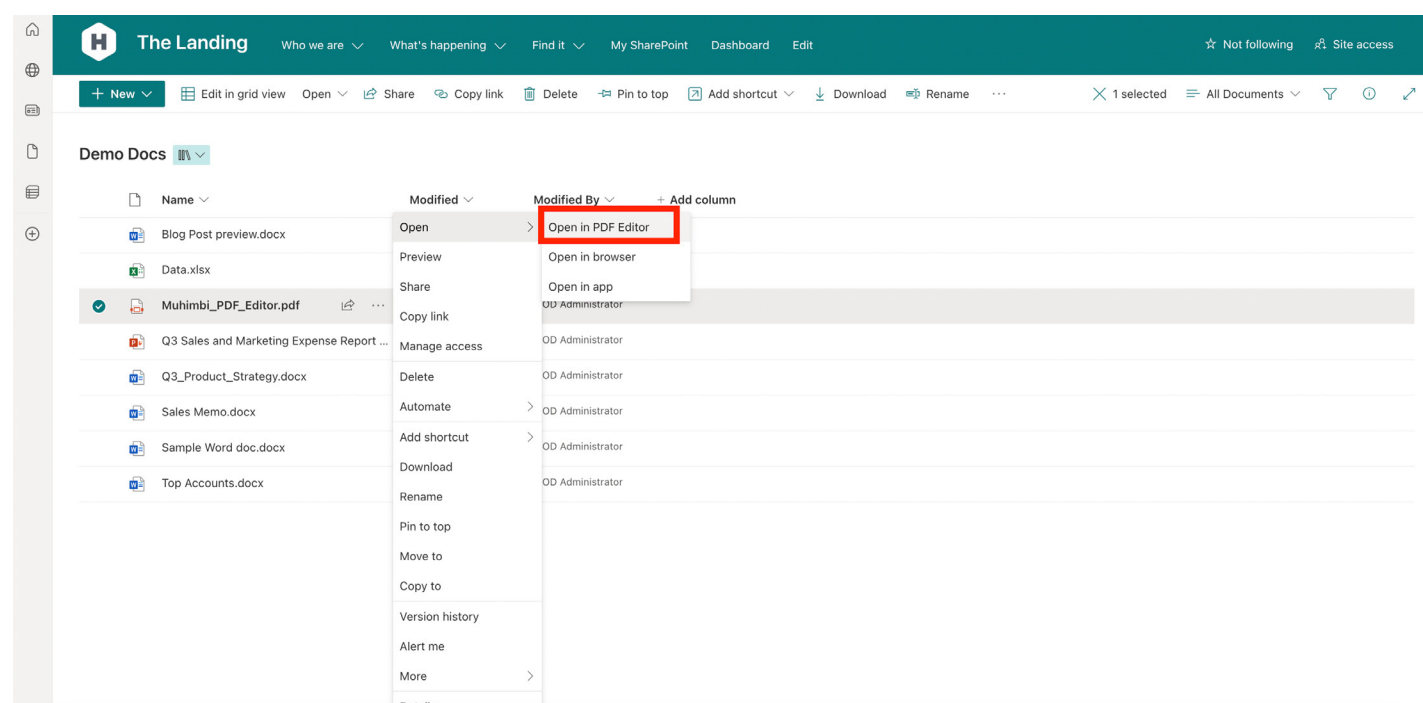 H The Landing Who we are What's happening Find it My SharePoint Dashboard Edit Not following Site access
+ New Edit in grid view Open Share Copy link Delete Pin to top Add shortcut Download Rename ... 1 selected All Documents
Demo Docs
Name Modified Modified By + Add column
Blog Post preview.docx
Data.xlsx
Muhimbi_PDF_Editor.pdf ... OD Administrator
Q3 Sales and Marketing Expense Report ... OD Administrator
Q3_Product_Strategy.docx OD Administrator
Sales Memo.docx OD Administrator
Sample Word doc.docx OD Administrator
Top Accounts.docx OD Administrator
Open
Preview
Share
Copy link
Manage access
Delete
Automate
Add shortcut
Download
Rename
Pin to top
Move to
Copy to
Version history
Alert me
More
Open in PDF Editor
Open in browser
Open in app